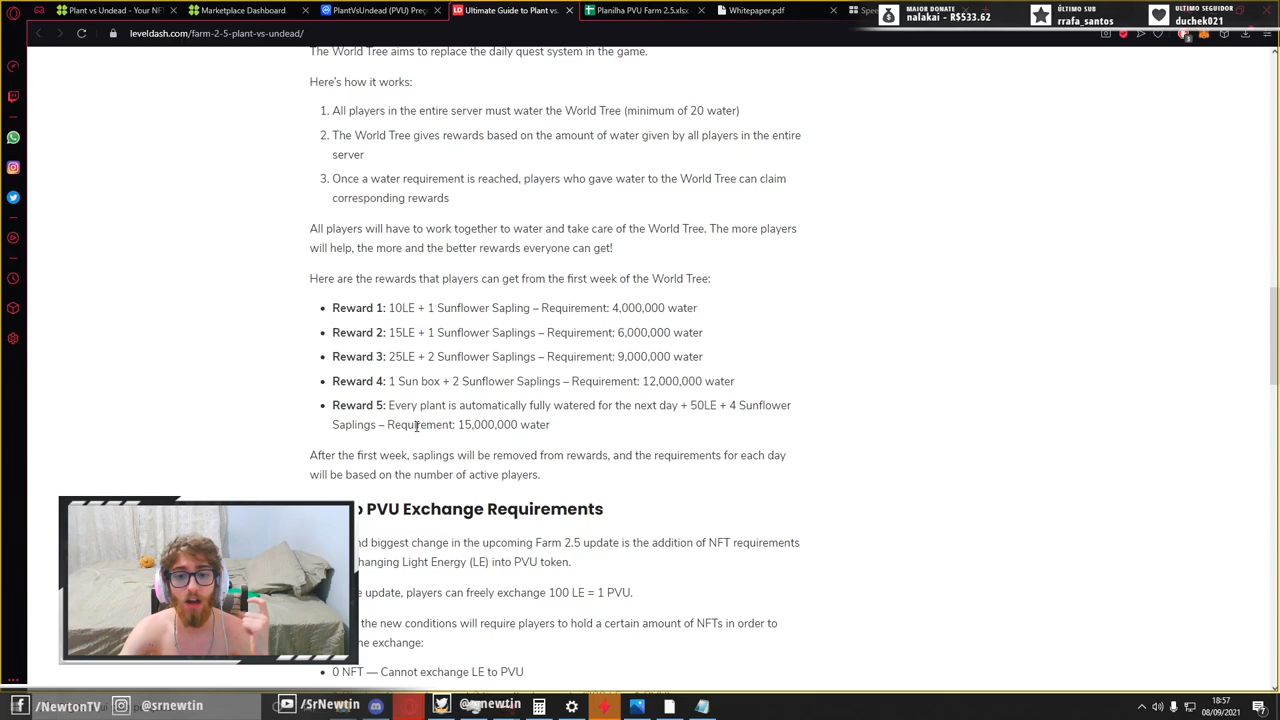 Plant vs. Undead - Your NFT
Marketplace Dashboard
PlantVsUndead (PVU) Preç
Ultimate Guide to Plant vs.
Planilha PVU Farm 2.5.xlsx
Whitepaper.pdf
MAIOR DONATE
nalakai - R$533.62
ÚLTIMO SUB
rrafa_santos
ÚLTIMO SEGUIDOR
duchek021
leveldash.com/farm-2-5-plant-vs-undead/
The World Tree aims to replace the daily quest system in the game.
Here's how it works:
1. All players in the entire server must water the World Tree (minimum of 20 water)
2. The World Tree gives rewards based on the amount of water given by all players in the entire
server
3. Once a water requirement is reached, players who gave water to the World Tree can claim
corresponding rewards
All players will have to work together to water and take care of the World Tree. The more players
will help, the more and the better rewards everyone can get!
Here are the rewards that players can get from the first week of the World Tree:
• Reward 1: 10LE + 1 Sunflower Sapling – Requirement: 4,000,000 water
• Reward 2: 15LE + 1 Sunflower Saplings – Requirement: 6,000,000 water
• Reward 3: 25LE + 2 Sunflower Saplings – Requirement: 9,000,000 water
• Reward 4: 1 Sun box + 2 Sunflower Saplings – Requirement: 12,000,000 water
• Reward 5: Every plant is automatically fully watered for the next day + 50LE + 4 Sunflower
Saplings – Requirement: 15,000,000 water
After the first week, saplings will be removed from rewards, and the requirements for each day
will be based on the number of active players.
PVU Exchange Requirements
biggest change in the upcoming Farm 2.5 update is the addition of NFT requirements
Light Energy (LE) into PVU token.
update, players can freely exchange 100 LE = 1 PVU.
the new conditions will require players to hold a certain amount of NFTs in order to
exchange:
• 0 NFT — Cannot exchange LE to PVU
/NewtonTV
@srnewtin
/SrNewtin
@srnewtin
18:57
08/09/2021